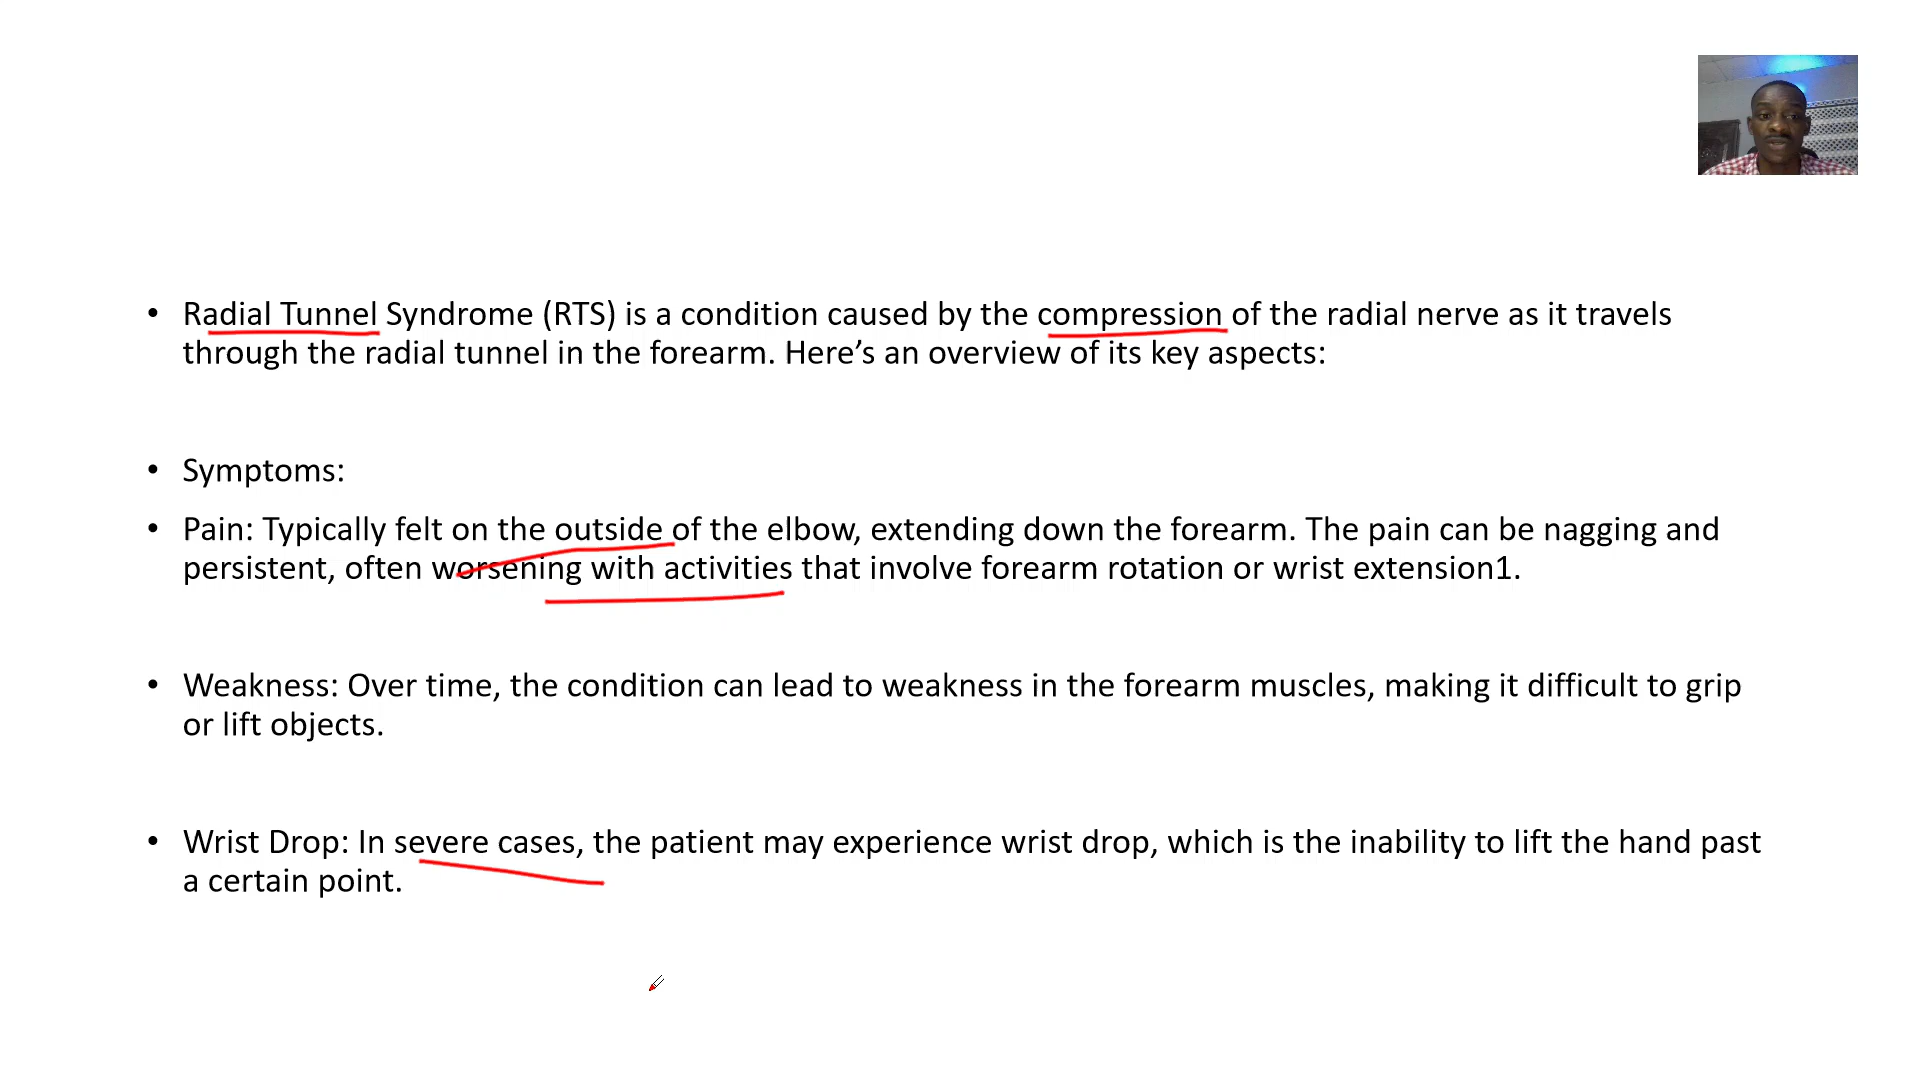 • Radial Tunnel Syndrome (RTS) is a condition caused by the compression of the radial nerve as it travels
through the radial tunnel in the forearm. Here’s an overview of its key aspects:
• Symptoms:
• Pain: Typically felt on the outside of the elbow, extending down the forearm. The pain can be nagging and
persistent, often worsening with activities that involve forearm rotation or wrist extension1.
• Weakness: Over time, the condition can lead to weakness in the forearm muscles, making it difficult to grip
or lift objects.
• Wrist Drop: In severe cases, the patient may experience wrist drop, which is the inability to lift the hand past
a certain point.